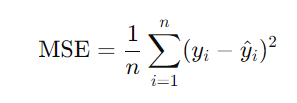 MSE = \frac{1}{n} \sum_{i=1}^{n} (y_i - \hat{y}_i)^2